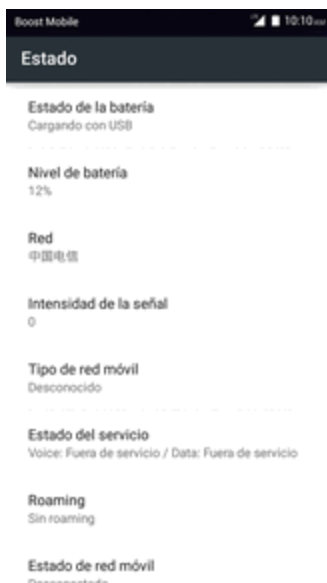 Boost Mobile 10:10
Estado
Estado de la batería
Cargando con USB
Nivel de batería
12%
Red
中国电信
Intensidad de la señal
0
Tipo de red móvil
Desconocido
Estado del servicio
Voice: Fuera de servicio / Data: Fuera de servicio
Roaming
Sin roaming
Estado de red móvil